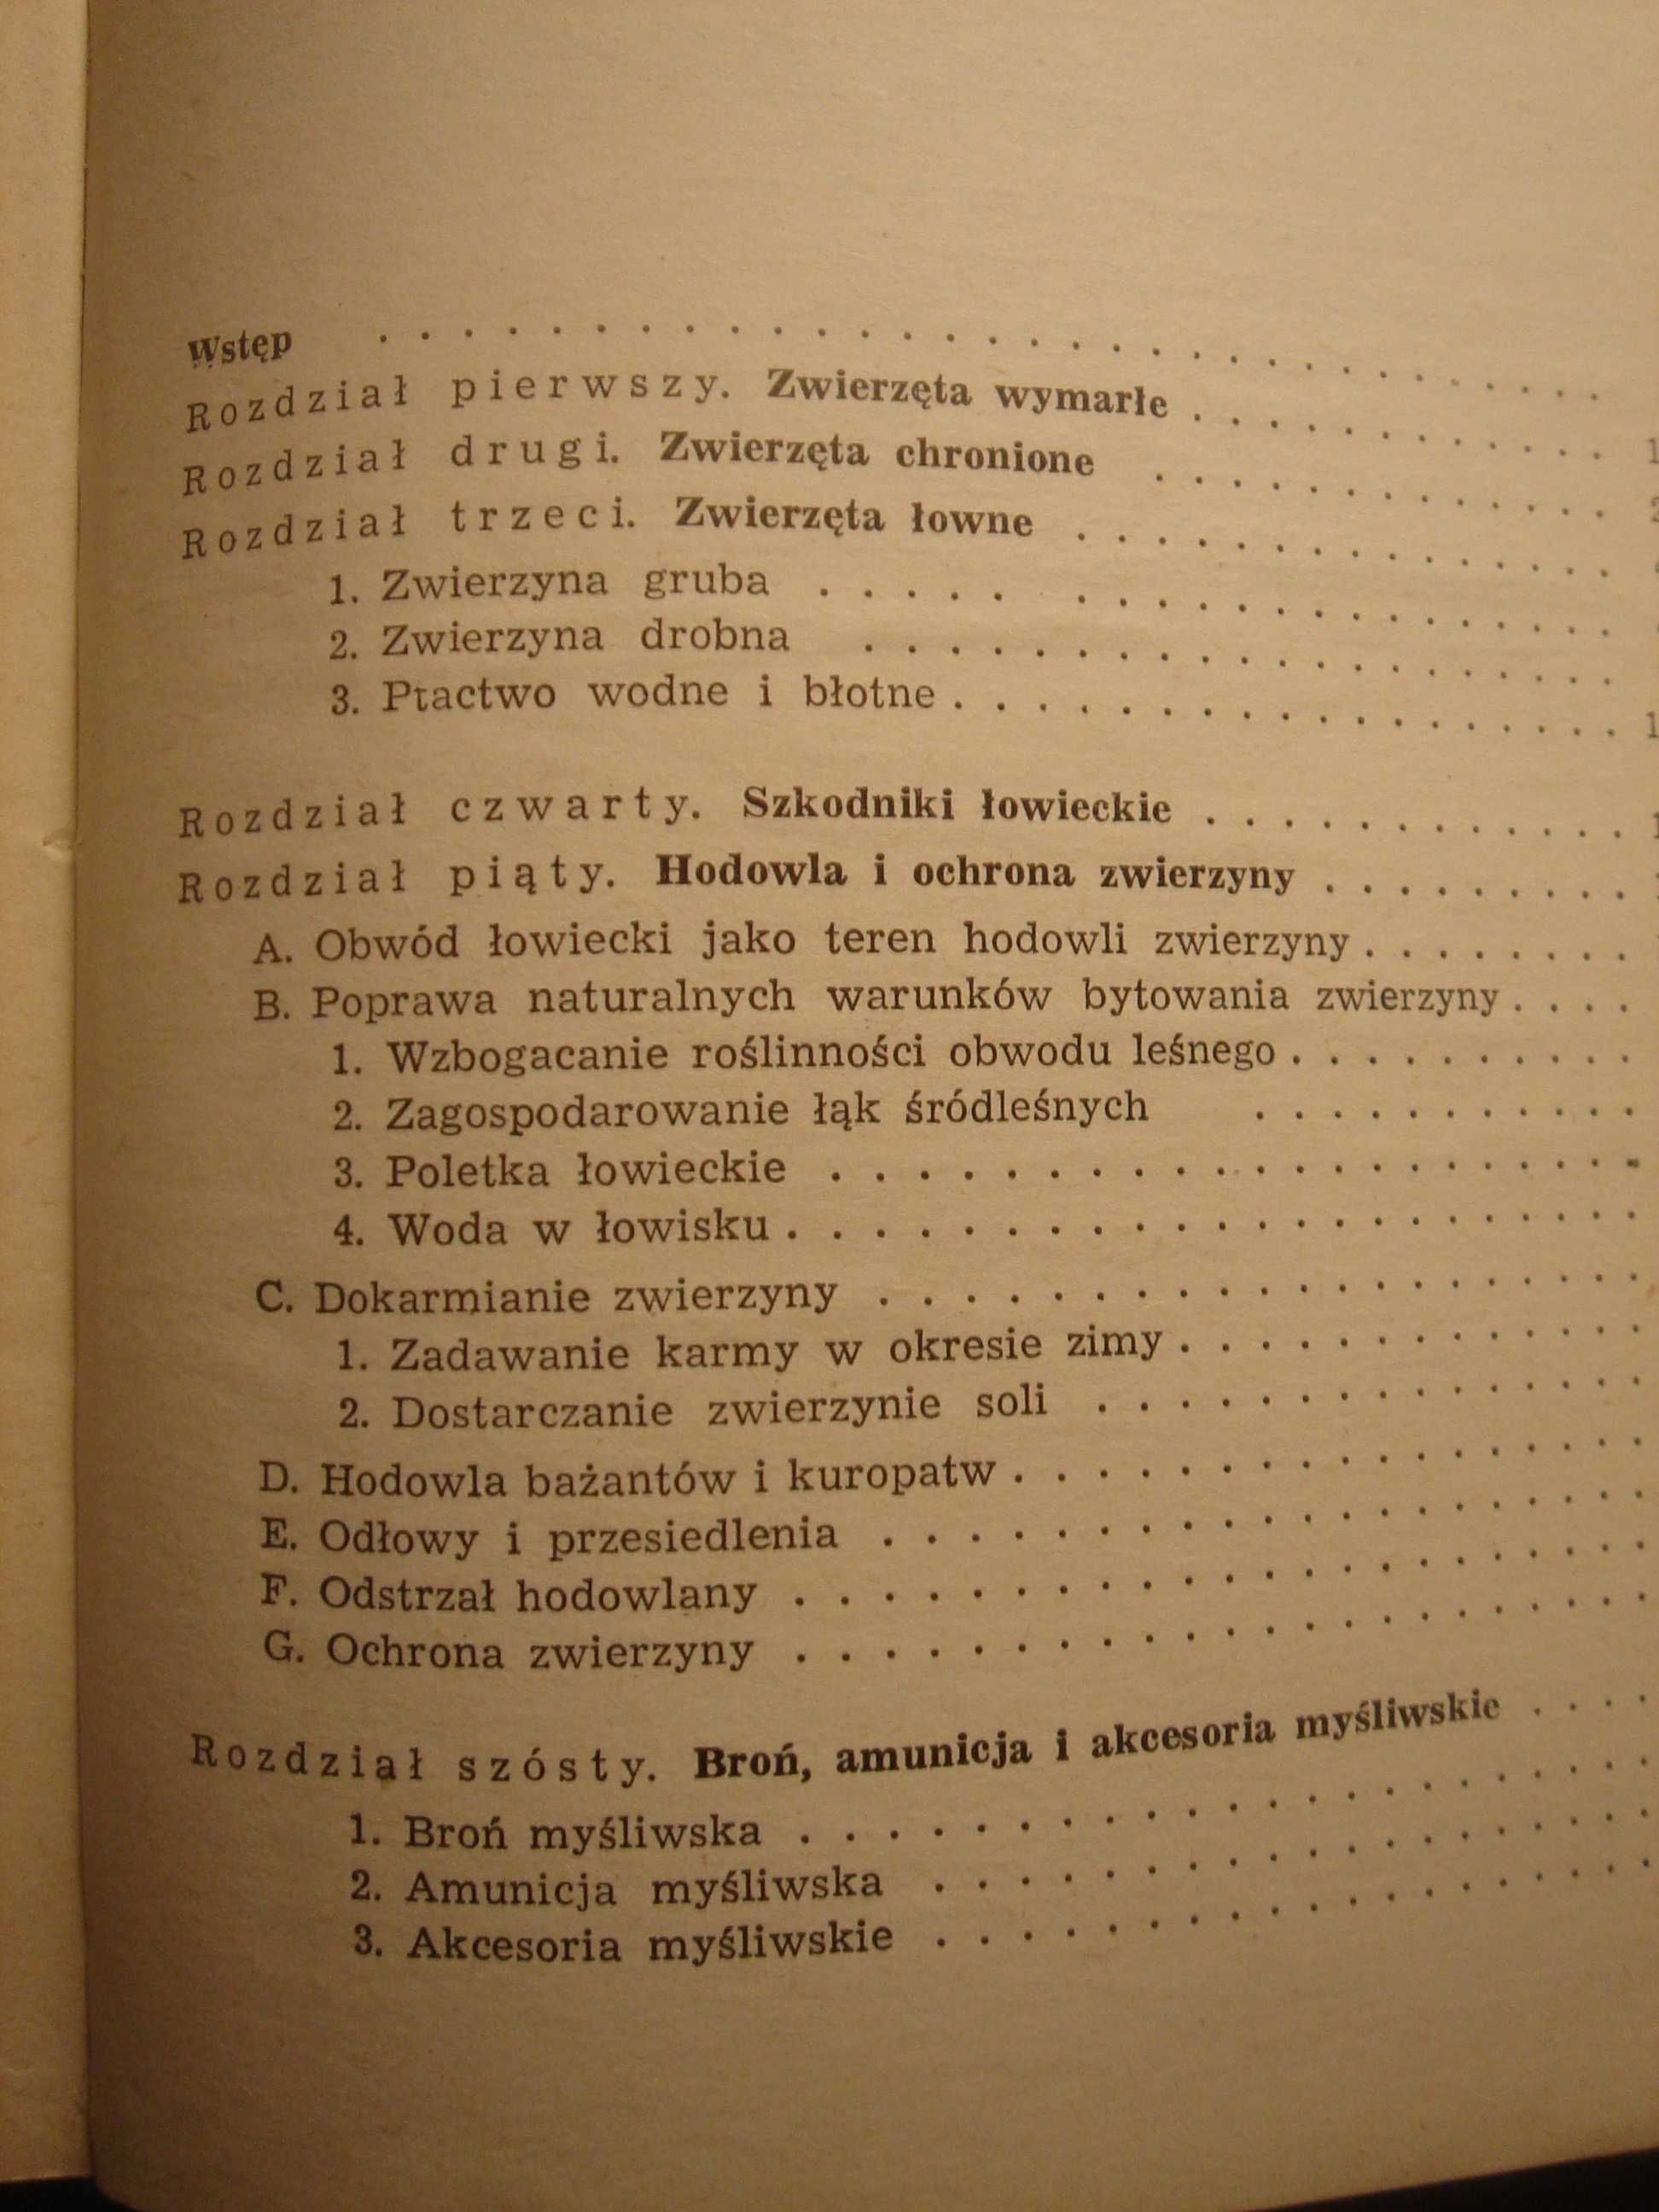 Wstęp . . . . . . . . . . . . . . . . . . . . . . . . . . . .
Rozdział pierwszy. Zwierzęta wymarłe . . . . . . . . . . .
Rozdział drugi. Zwierzęta chronione . . . . . . . . . . . .
Rozdział trzeci. Zwierzęta łowne . . . . . . . . . . . . . .
1. Zwierzyna gruba . . . . . . . . . . . . . . . . . . .
2. Zwierzyna drobna . . . . . . . . . . . . . . . . . .
3. Ptactwo wodne i błotne . . . . . . . . . . . . . . . .
Rozdział czwarty. Szkodniki łowieckie . . . . . . . . . . .
Rozdział piąty. Hodowla i ochrona zwierzyny . . . . . . . . .
A. Obwód łowiecki jako teren hodowli zwierzyny . . . . . . .
B. Poprawa naturalnych warunków bytowania zwierzyny . . . .
1. Wzbogacanie roślinności obwodu leśnego . . . . . . . . .
2. Zagospodarowanie łąk śródleśnych . . . . . . . . . .
3. Poletka łowieckie . . . . . . . . . . . . . . . . . . .
4. Woda w łowisku . . . . . . . . . . . . . . . . . . . .
C. Dokarmianie zwierzyny . . . . . . . . . . . . . . . . . .
1. Zadawanie karmy w okresie zimy . . . . . . . . . . . .
2. Dostarczanie zwierzynie soli . . . . . . . . . . . . . .
D. Hodowla bażantów i kuropatw . . . . . . . . . . . . . . .
E. Odłowy i przesiedlenia . . . . . . . . . . . . . . . . . .
F. Odstrzał hodowlany . . . . . . . . . . . . . . . . . . . .
G. Ochrona zwierzyny . . . . . . . . . . . . . . . . . . . .
Rozdział szósty. Broń, amunicja i akcesoria myśliwskie . . . .
1. Broń myśliwska . . . . . . . . . . . . . . . . . . . .
2. Amunicja myśliwska . . . . . . . . . . . . . . . . .
3. Akcesoria myśliwskie . . . . . . . . . . . . . . . . .